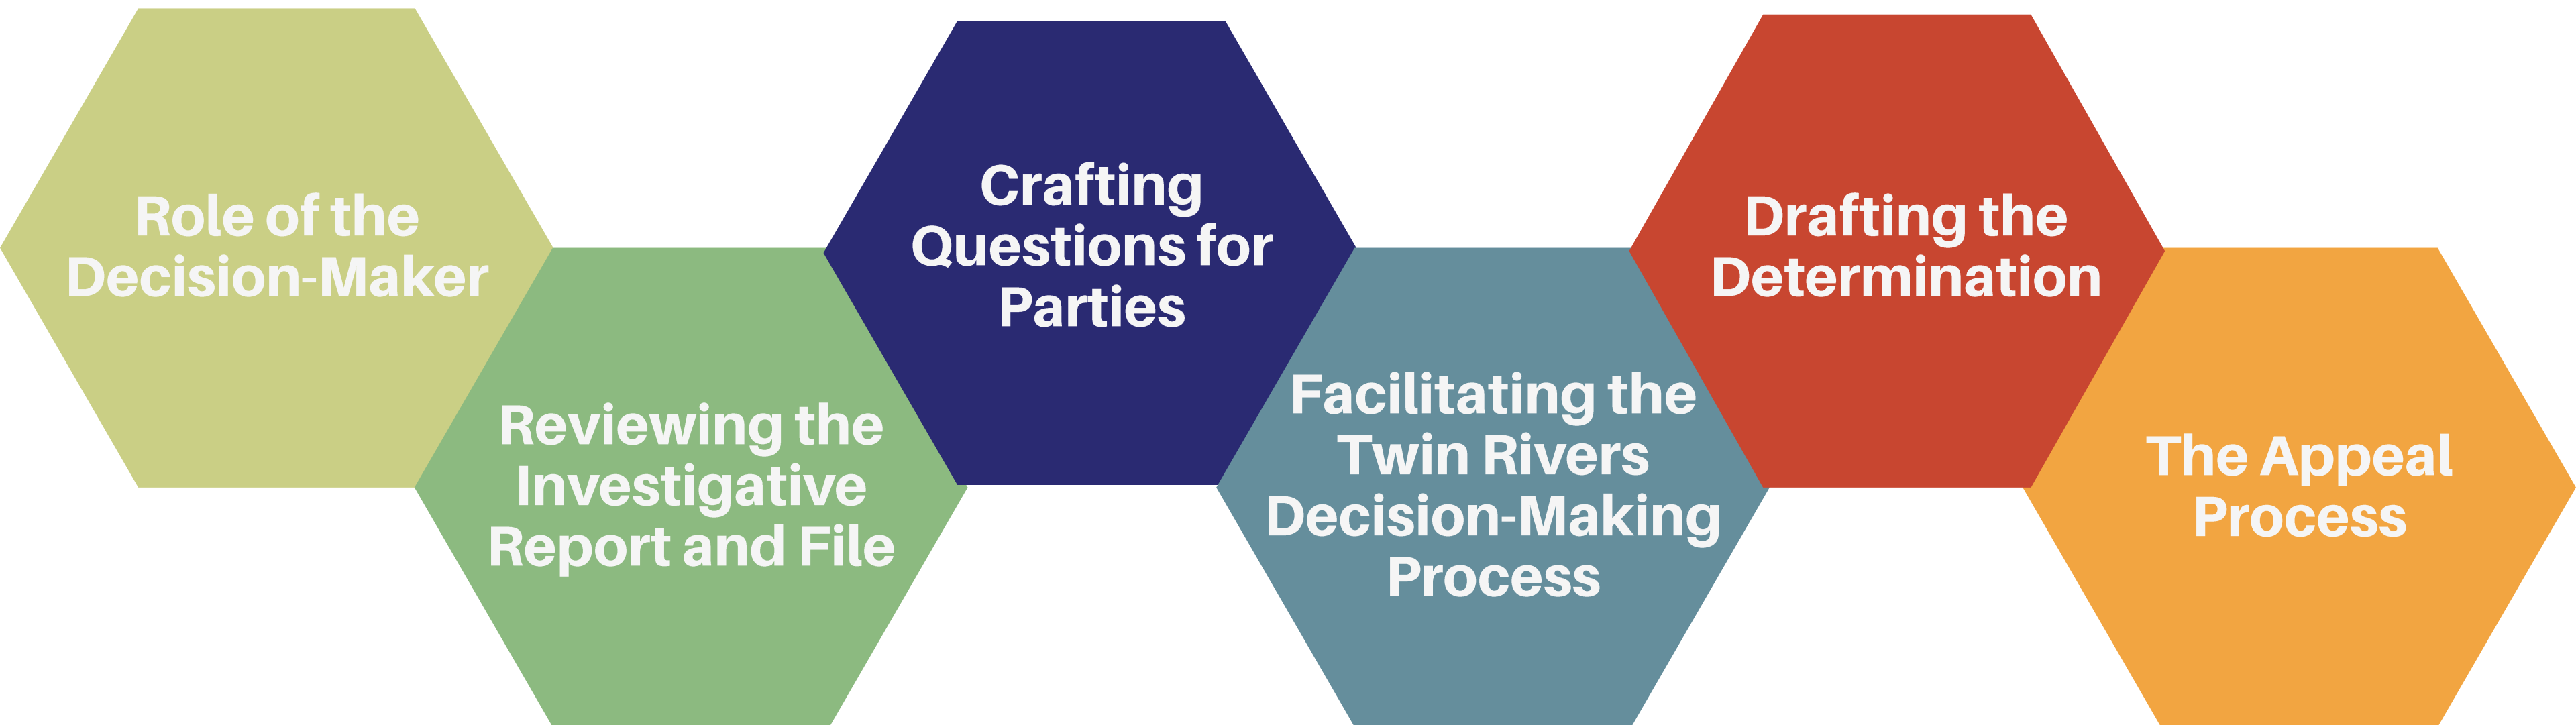 Role of the
Decision-Maker
Reviewing the
Investigative
Report and File
Crafting
Questions for
Parties
Facilitating the
Twin Rivers
Decision-Making
Process
Drafting the
Determination
The Appeal
Process